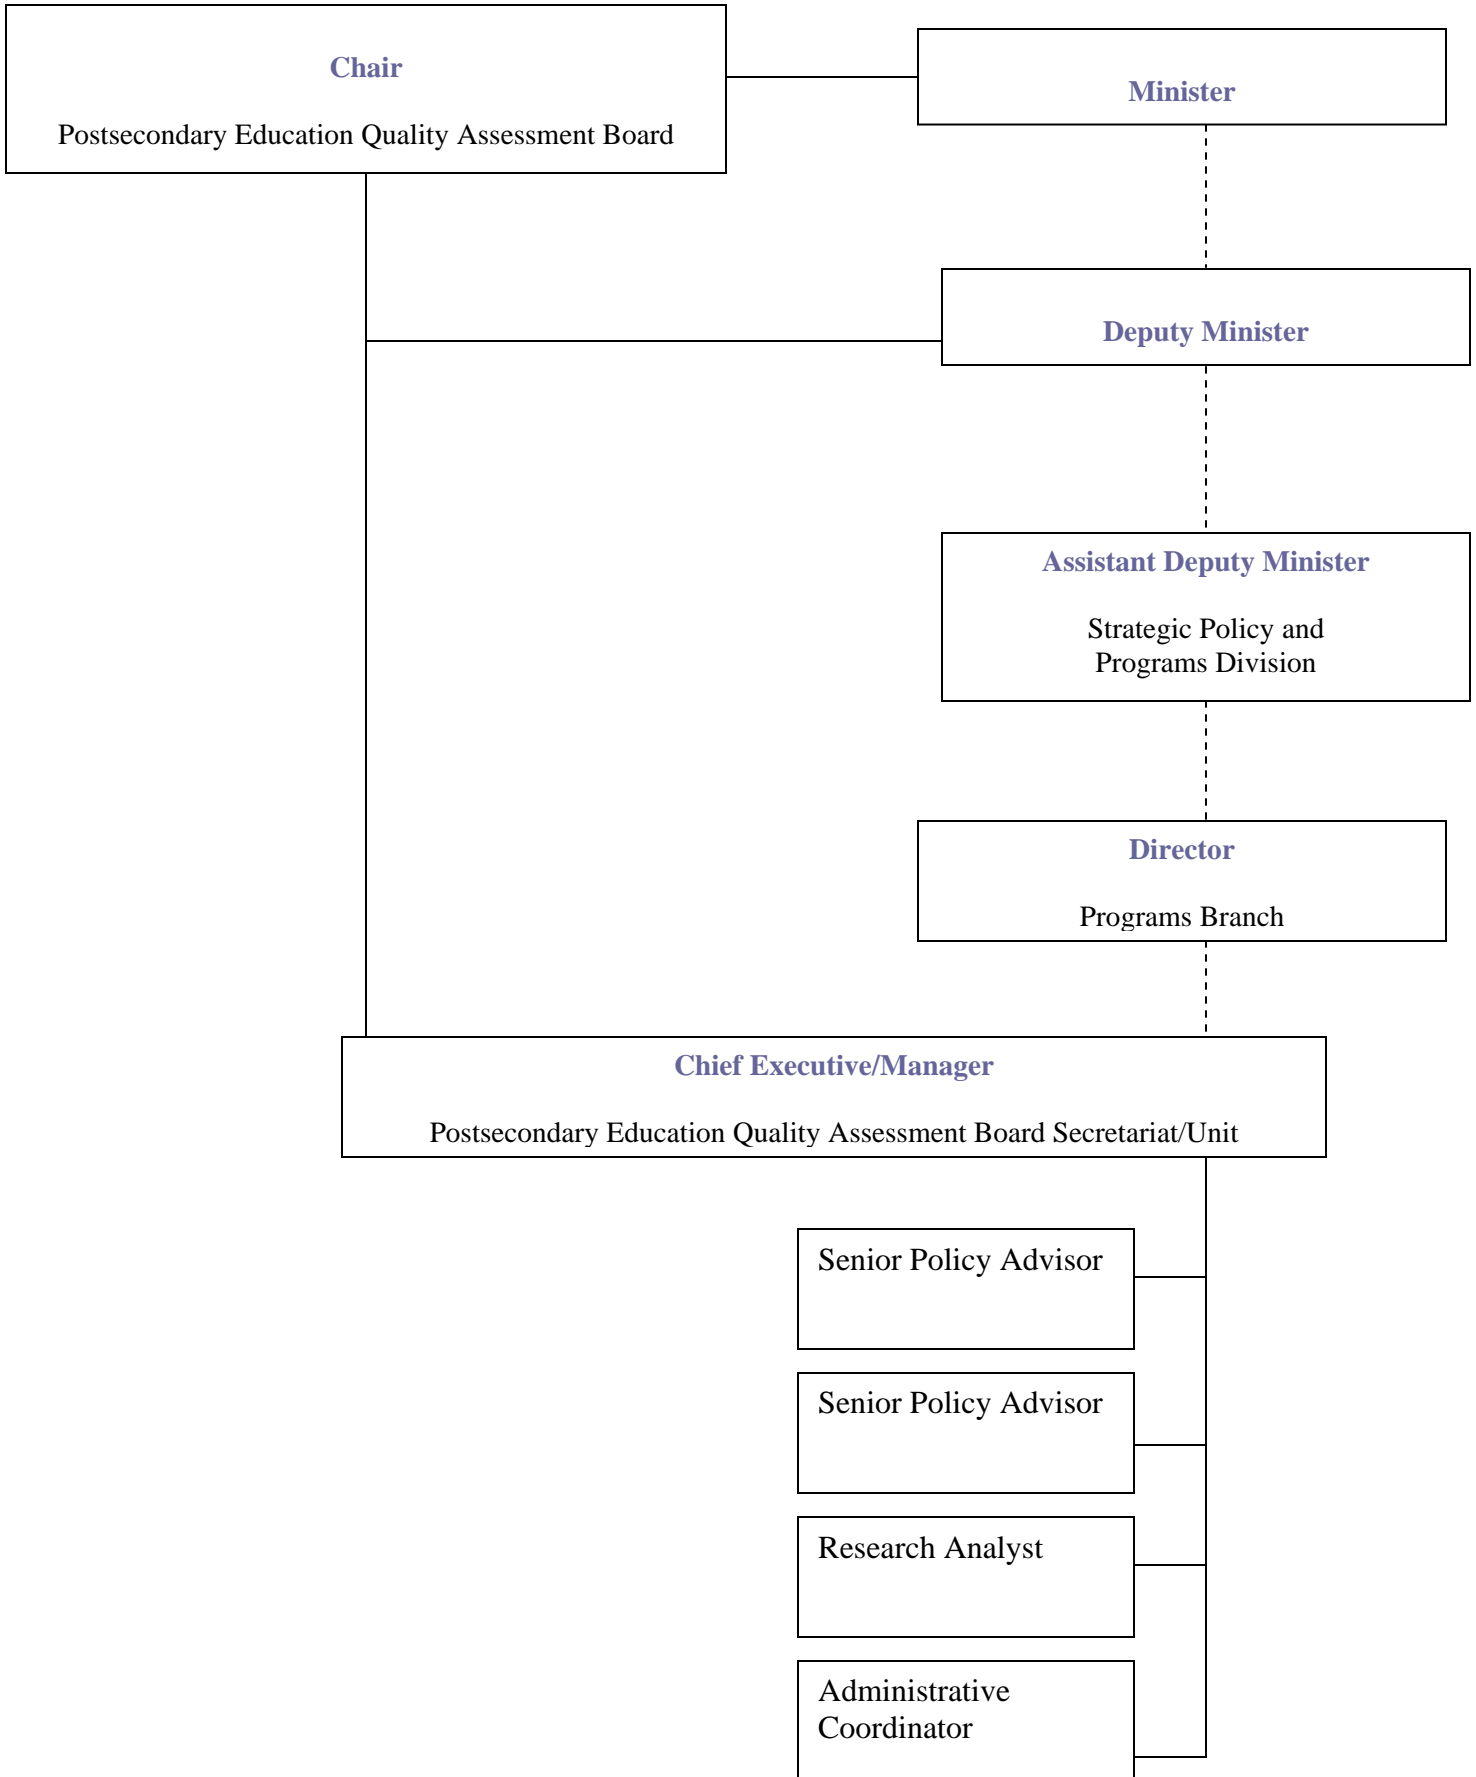 Chair
Postsecondary Education Quality Assessment Board
Minister
Deputy Minister
Assistant Deputy Minister
Strategic Policy and
Programs Division
Director
Programs Branch
Chief Executive/Manager
Postsecondary Education Quality Assessment Board Secretariat/Unit
Senior Policy Advisor
Senior Policy Advisor
Research Analyst
Administrative
Coordinator